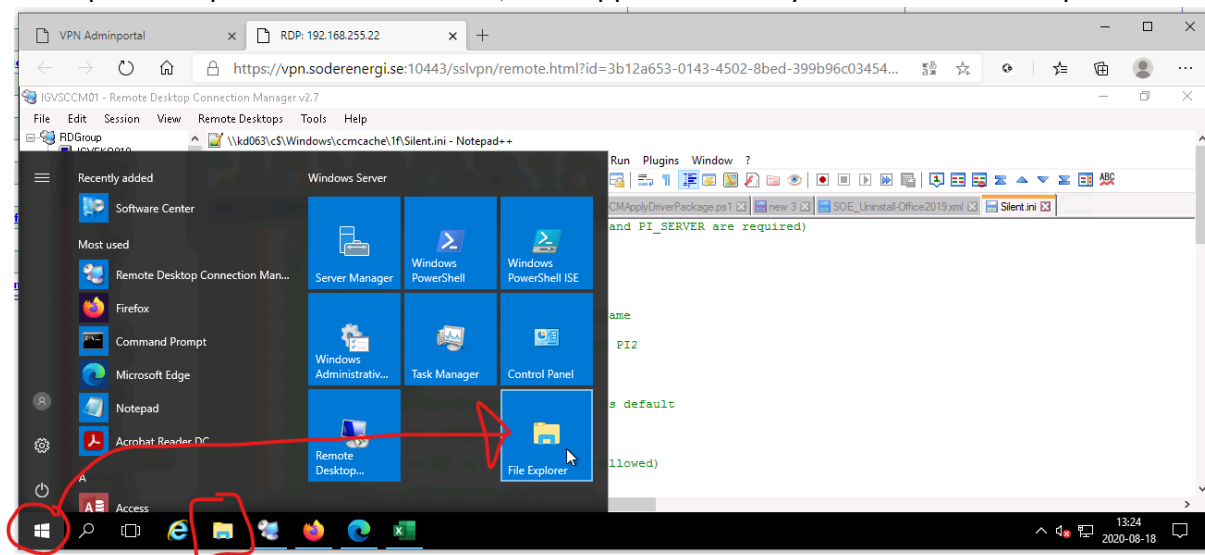 VPN Adminportal
RDP: 192.168.255.22
https://vpn.soderenergi.se:10443/sslvpn/remote.html?id=3b12a653-0143-4502-8bed-399b96c03454...
IGVSCCM01 - Remote Desktop Connection Manager v2.7
File Edit Session View Remote Desktops Tools Help
RDGroup
\\kd063\c$\Windows\ccmcache\1f\Silent.ini - Notepad++
Run Plugins Window ?
CMApplyDriverPackage.ps1 new 3 SOE_Uninstall-Office2019.xml Silent.ini
and PI_SERVER are required)
ame
PI2
s default
llowed)
Recently added
Software Center
Most used
Remote Desktop Connection Man...
Firefox
Command Prompt
Microsoft Edge
Notepad
Acrobat Reader DC
A
Access
Windows Server
Server Manager
Windows
PowerShell
Windows
PowerShell ISE
Windows
Administrativ...
Task Manager
Control Panel
Remote
Desktop...
File Explorer
13:24
2020-08-18